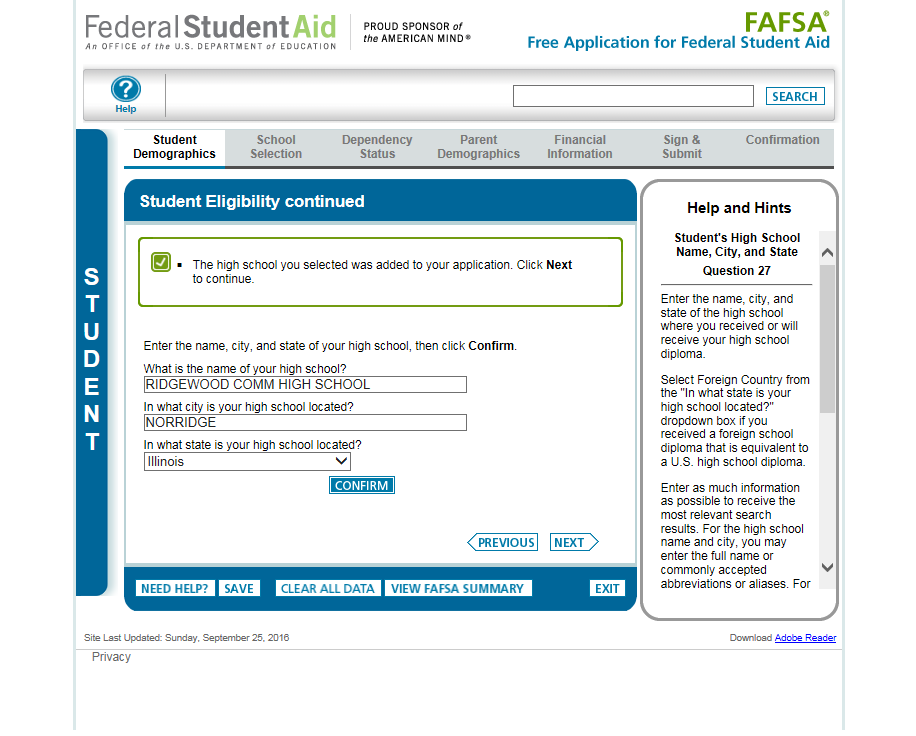 Federal Student Aid
An OFFICE of the U.S. DEPARTMENT of EDUCATION
PROUD SPONSOR of
the AMERICAN MIND®
FAFSA®
Free Application for Federal Student Aid
?
Help
SEARCH
Student
Demographics
School
Selection
Dependency
Status
Parent
Demographics
Financial
Information
Sign &
Submit
Confirmation
STUDENT
Student Eligibility continued
▪ The high school you selected was added to your application. Click Next
to continue.
Enter the name, city, and state of your high school, then click Confirm.
What is the name of your high school?
RIDGEWOOD COMM HIGH SCHOOL
In what city is your high school located?
NORRIDGE
In what state is your high school located?
Illinois
CONFIRM
PREVIOUS
NEXT
NEED HELP?
SAVE
CLEAR ALL DATA
VIEW FAFSA SUMMARY
EXIT
Help and Hints
Student's High School
Name, City, and State
Question 27
Enter the name, city, and
state of the high school
where you received or will
receive your high school
diploma.
Select Foreign Country from
the "In what state is your
high school located?"
dropdown box if you
received a foreign school
diploma that is equivalent to
a U.S. high school diploma.
Enter as much information
as possible to receive the
most relevant search
results. For the high school
name and city, you may
enter the full name or
commonly accepted
abbreviations or aliases. For
Site Last Updated: Sunday, September 25, 2016
Download Adobe Reader
Privacy